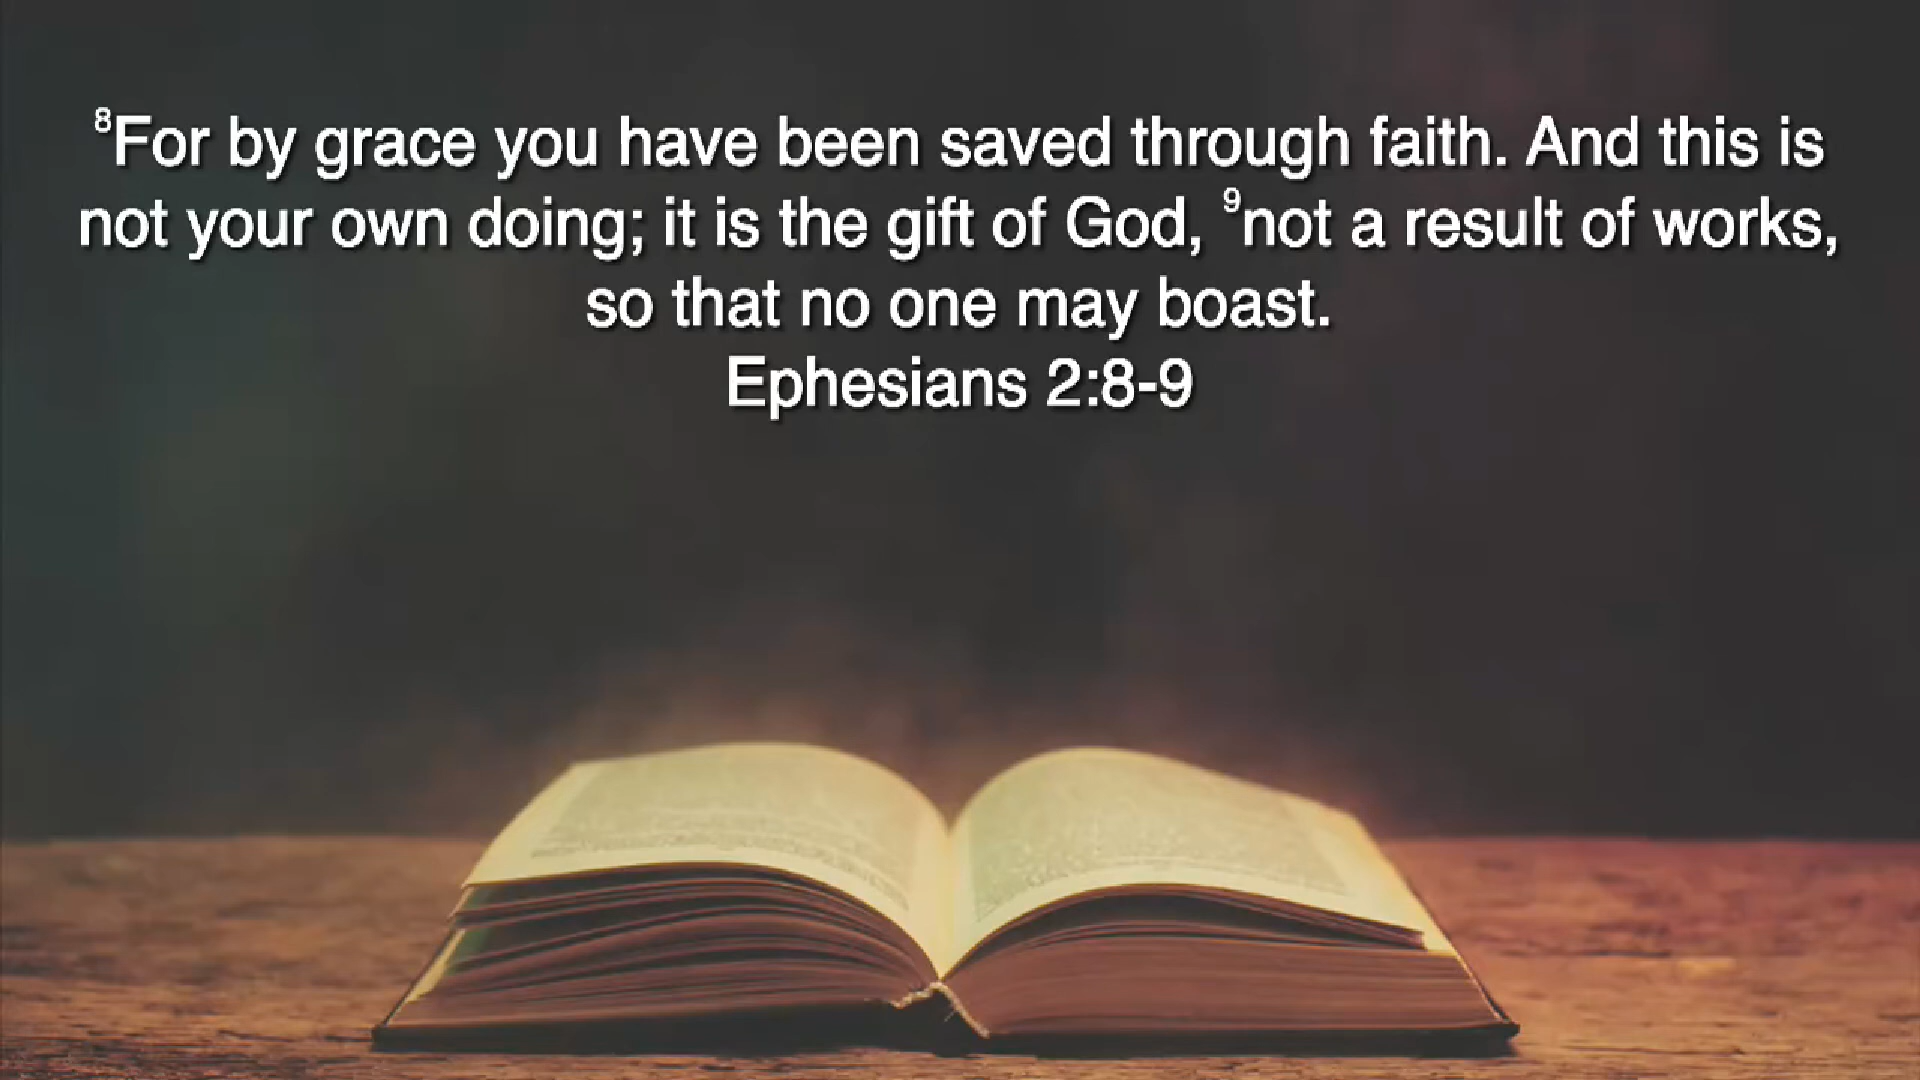 ⁸For by grace you have been saved through faith. And this is
not your own doing; it is the gift of God, ⁹not a result of works,
so that no one may boast.
Ephesians 2:8-9